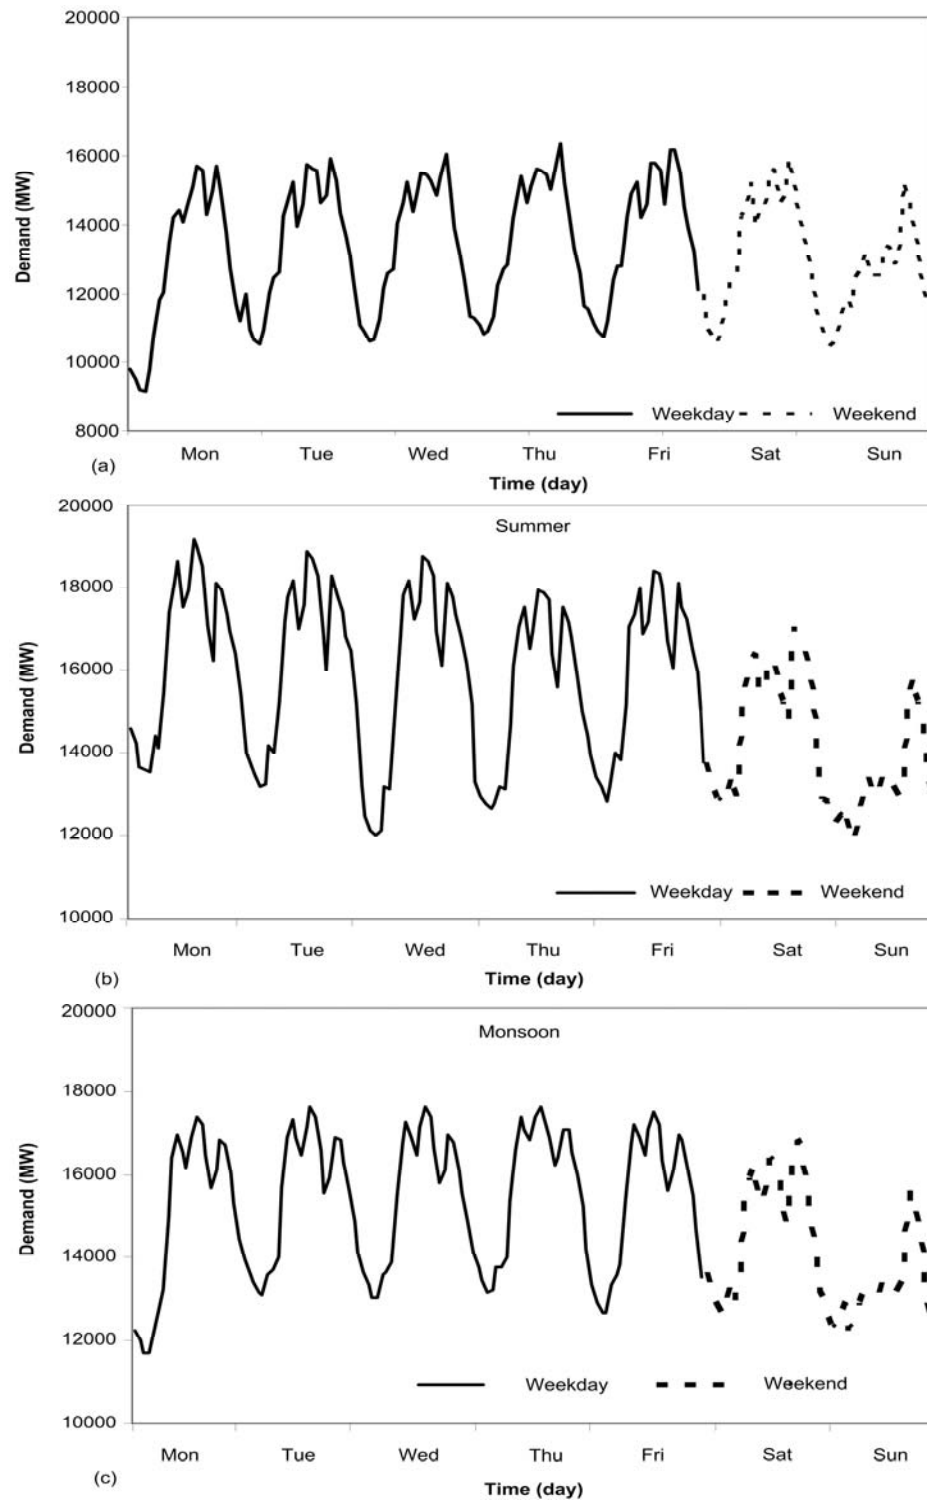 20000
18000
16000
14000
12000
10000
8000
Demand (MW)
Weekday Weekend
Mon Tue Wed Thu Fri Sat Sun
(a)
Time (day)
20000
18000
16000
14000
12000
10000
Demand (MW)
Summer
Weekday Weekend
Mon Tue Wed Thu Fri Sat Sun
(b)
Time (day)
20000
18000
16000
14000
12000
10000
Demand (MW)
Monsoon
Weekday Weekend
Mon Tue Wed Thu Fri Sat Sun
(c)
Time (day)